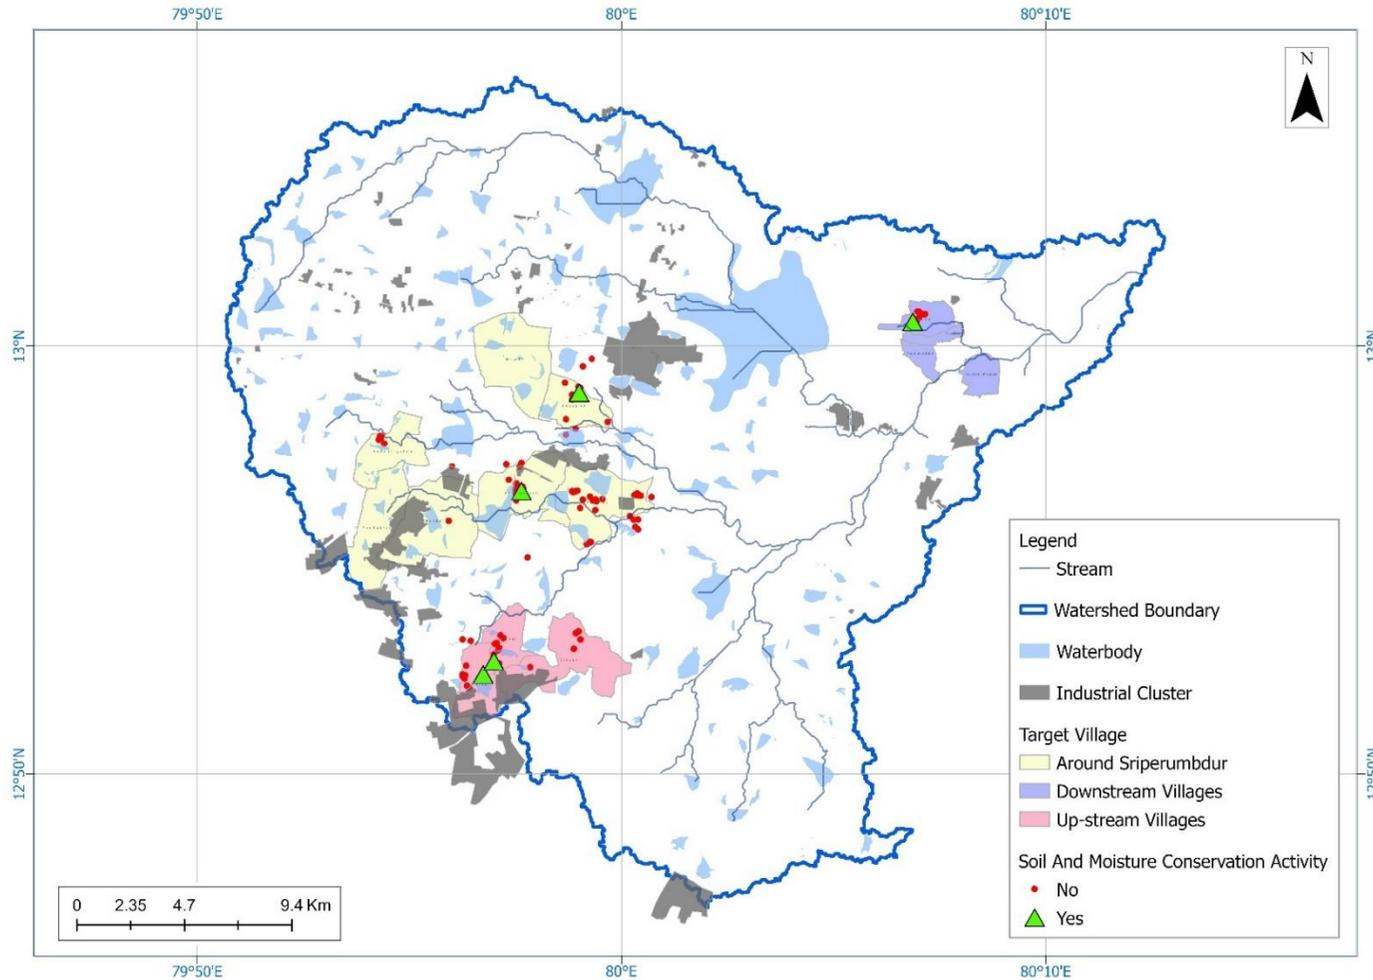 79°50'E
80°E
80°10'E
N
13°N
12°50'N
Legend
Stream
Watershed Boundary
Waterbody
Industrial Cluster
Target Village
Around Sriperumbdur
Downstream Villages
Up-stream Villages
Soil And Moisture Conservation Activity
No
Yes
0 2.35 4.7 9.4 Km
79°50'E
80°E
80°10'E